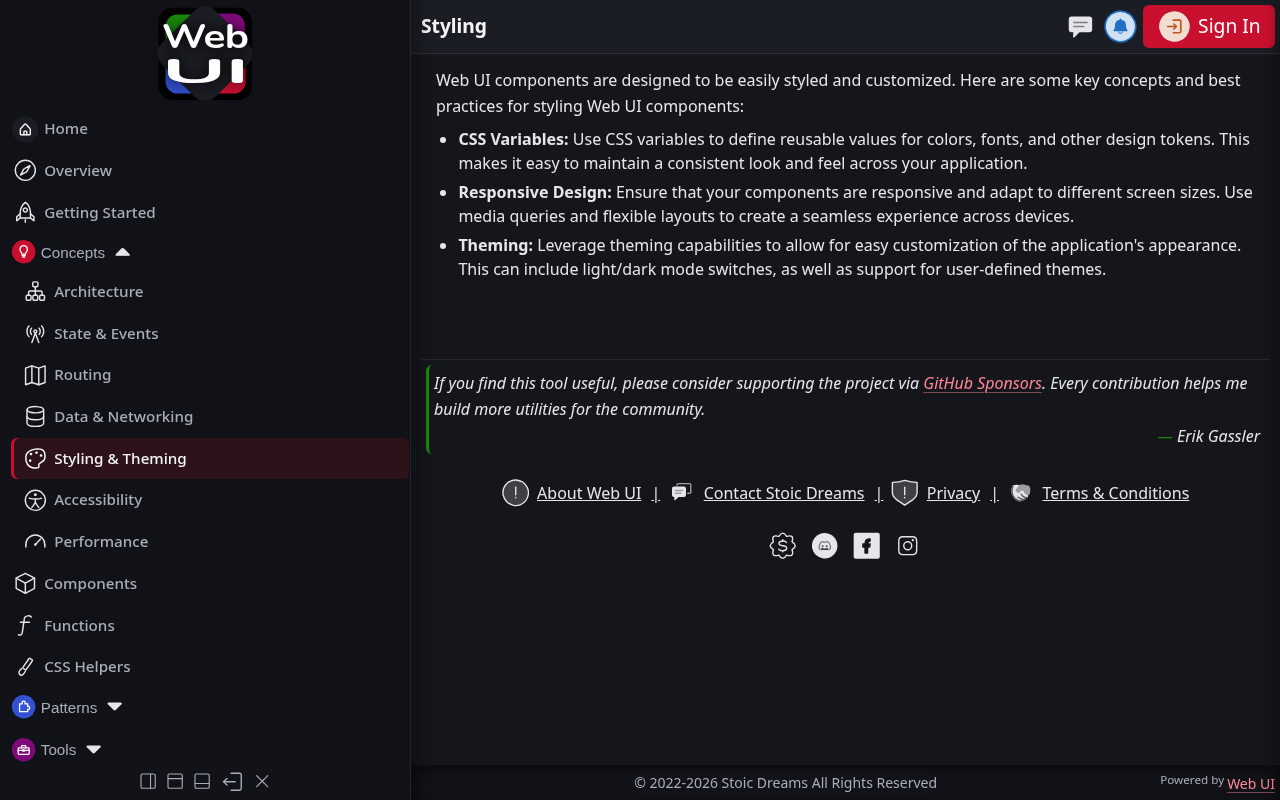 Web
UI
Home
Overview
Getting Started
Concepts
Architecture
State & Events
Routing
Data & Networking
Styling & Theming
Accessibility
Performance
Components
Functions
CSS Helpers
Patterns
Tools
Styling
Sign In
Web UI components are designed to be easily styled and customized. Here are some key concepts and best
practices for styling Web UI components:
CSS Variables: Use CSS variables to define reusable values for colors, fonts, and other design tokens. This
makes it easy to maintain a consistent look and feel across your application.
Responsive Design: Ensure that your components are responsive and adapt to different screen sizes. Use
media queries and flexible layouts to create a seamless experience across devices.
Theming: Leverage theming capabilities to allow for easy customization of the application's appearance.
This can include light/dark mode switches, as well as support for user-defined themes.
If you find this tool useful, please consider supporting the project via GitHub Sponsors. Every contribution helps me
build more utilities for the community.
— Erik Gassler
About Web UI | Contact Stoic Dreams | Privacy | Terms & Conditions
© 2022-2026 Stoic Dreams All Rights Reserved
Powered by Web UI